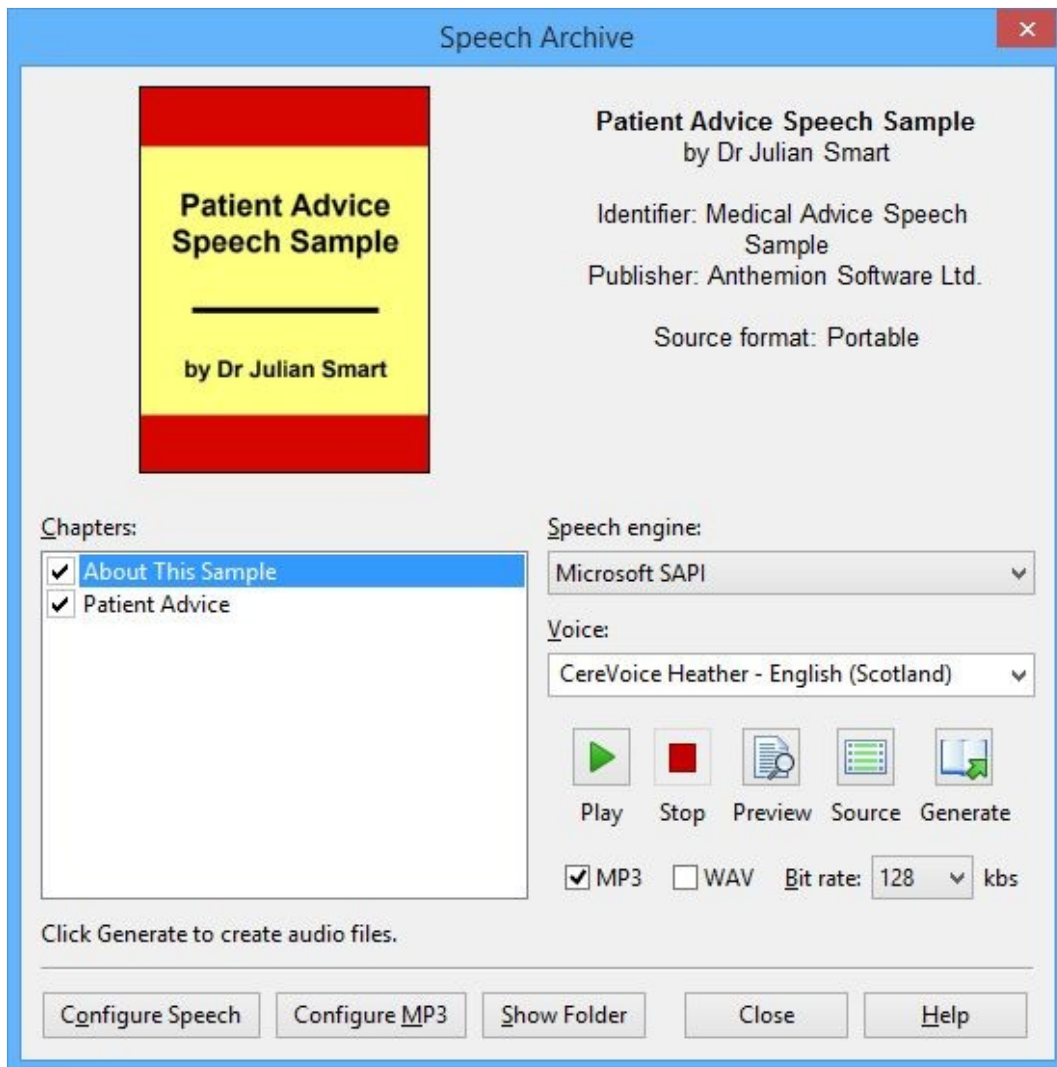 Speech Archive
Patient Advice
Speech Sample
by Dr Julian Smart
Patient Advice Speech Sample
by Dr Julian Smart
Identifier: Medical Advice Speech
Sample
Publisher: Anthemion Software Ltd.
Source format: Portable
Chapters:
About This Sample
Patient Advice
Speech engine:
Microsoft SAPI
Voice:
CereVoice Heather - English (Scotland)
Play Stop Preview Source Generate
MP3 WAV Bit rate: 128 kbs
Click Generate to create audio files.
Configure Speech Configure MP3 Show Folder Close Help